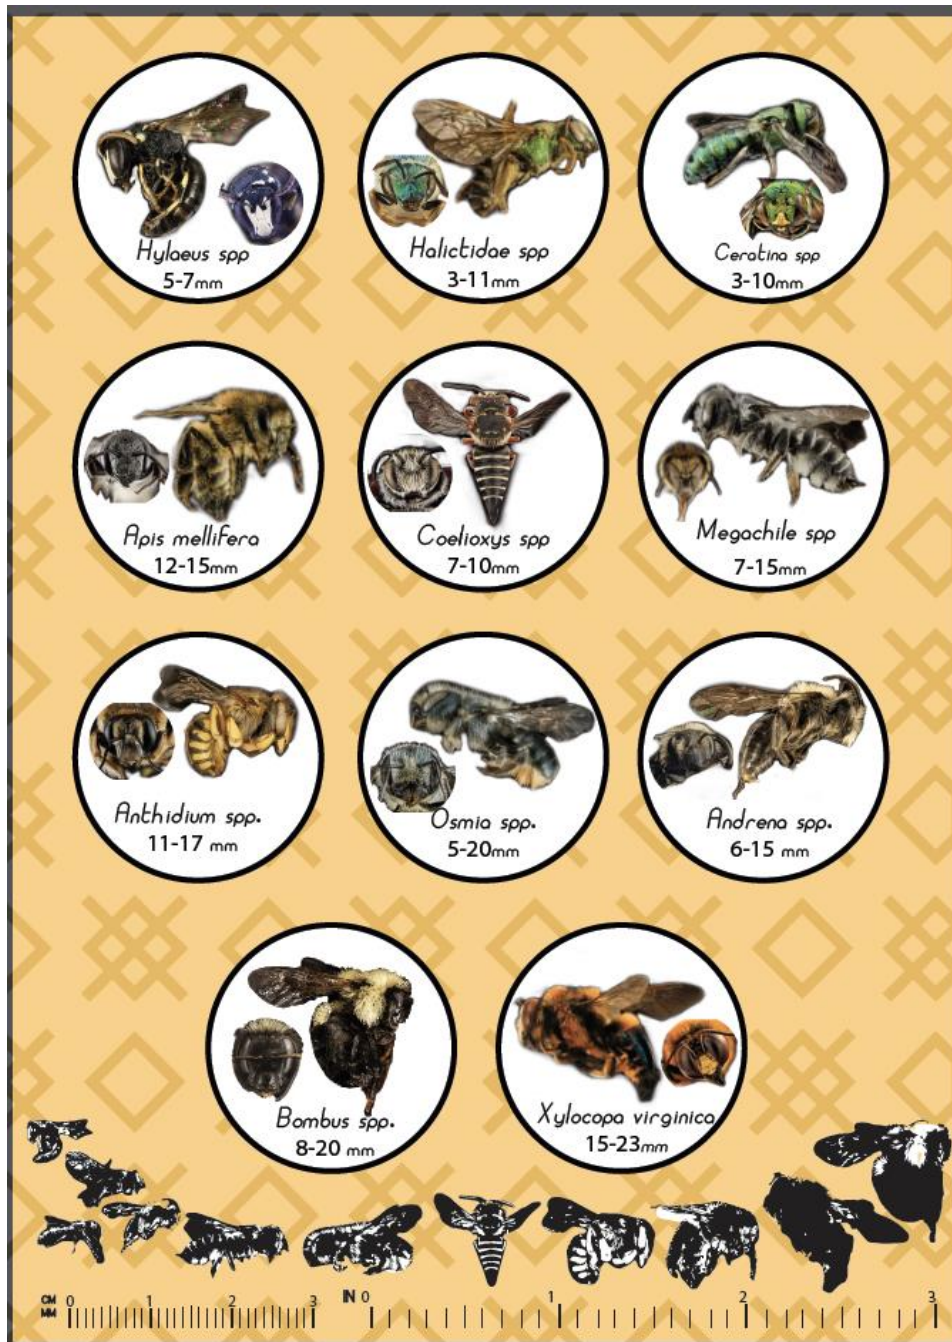 Hylaeus spp
5-7mm
Halictidae spp
3-11mm
Ceratina spp
3-10mm
Apis mellifera
12-15mm
Coelioxys spp
7-10mm
Megachile spp
7-15mm
Anthidium spp.
11-17 mm
Osmia spp.
5-20mm
Andrena spp.
6-15 mm
Bombus spp.
8-20 mm
Xylocopa virginica
15-23mm
CM 0 1 2 3 IN 0 1 2 3
MM